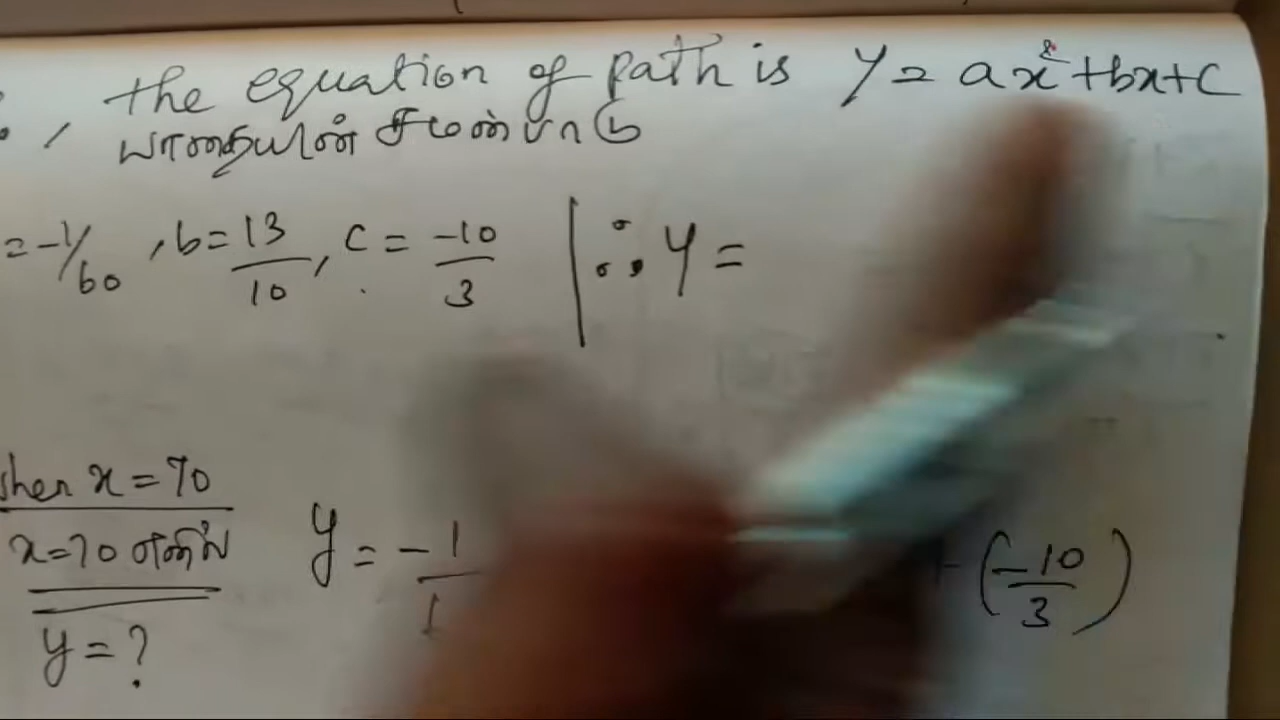 , the equation of path is y = ax²+bx+c
பாதையின் சமன்பாடு
= -1/60 , b = 13/10 , c = -10/3 | ∴ y =
when x = 70
x=70 எனில்
y = - 1
(-10/3)
y = ?